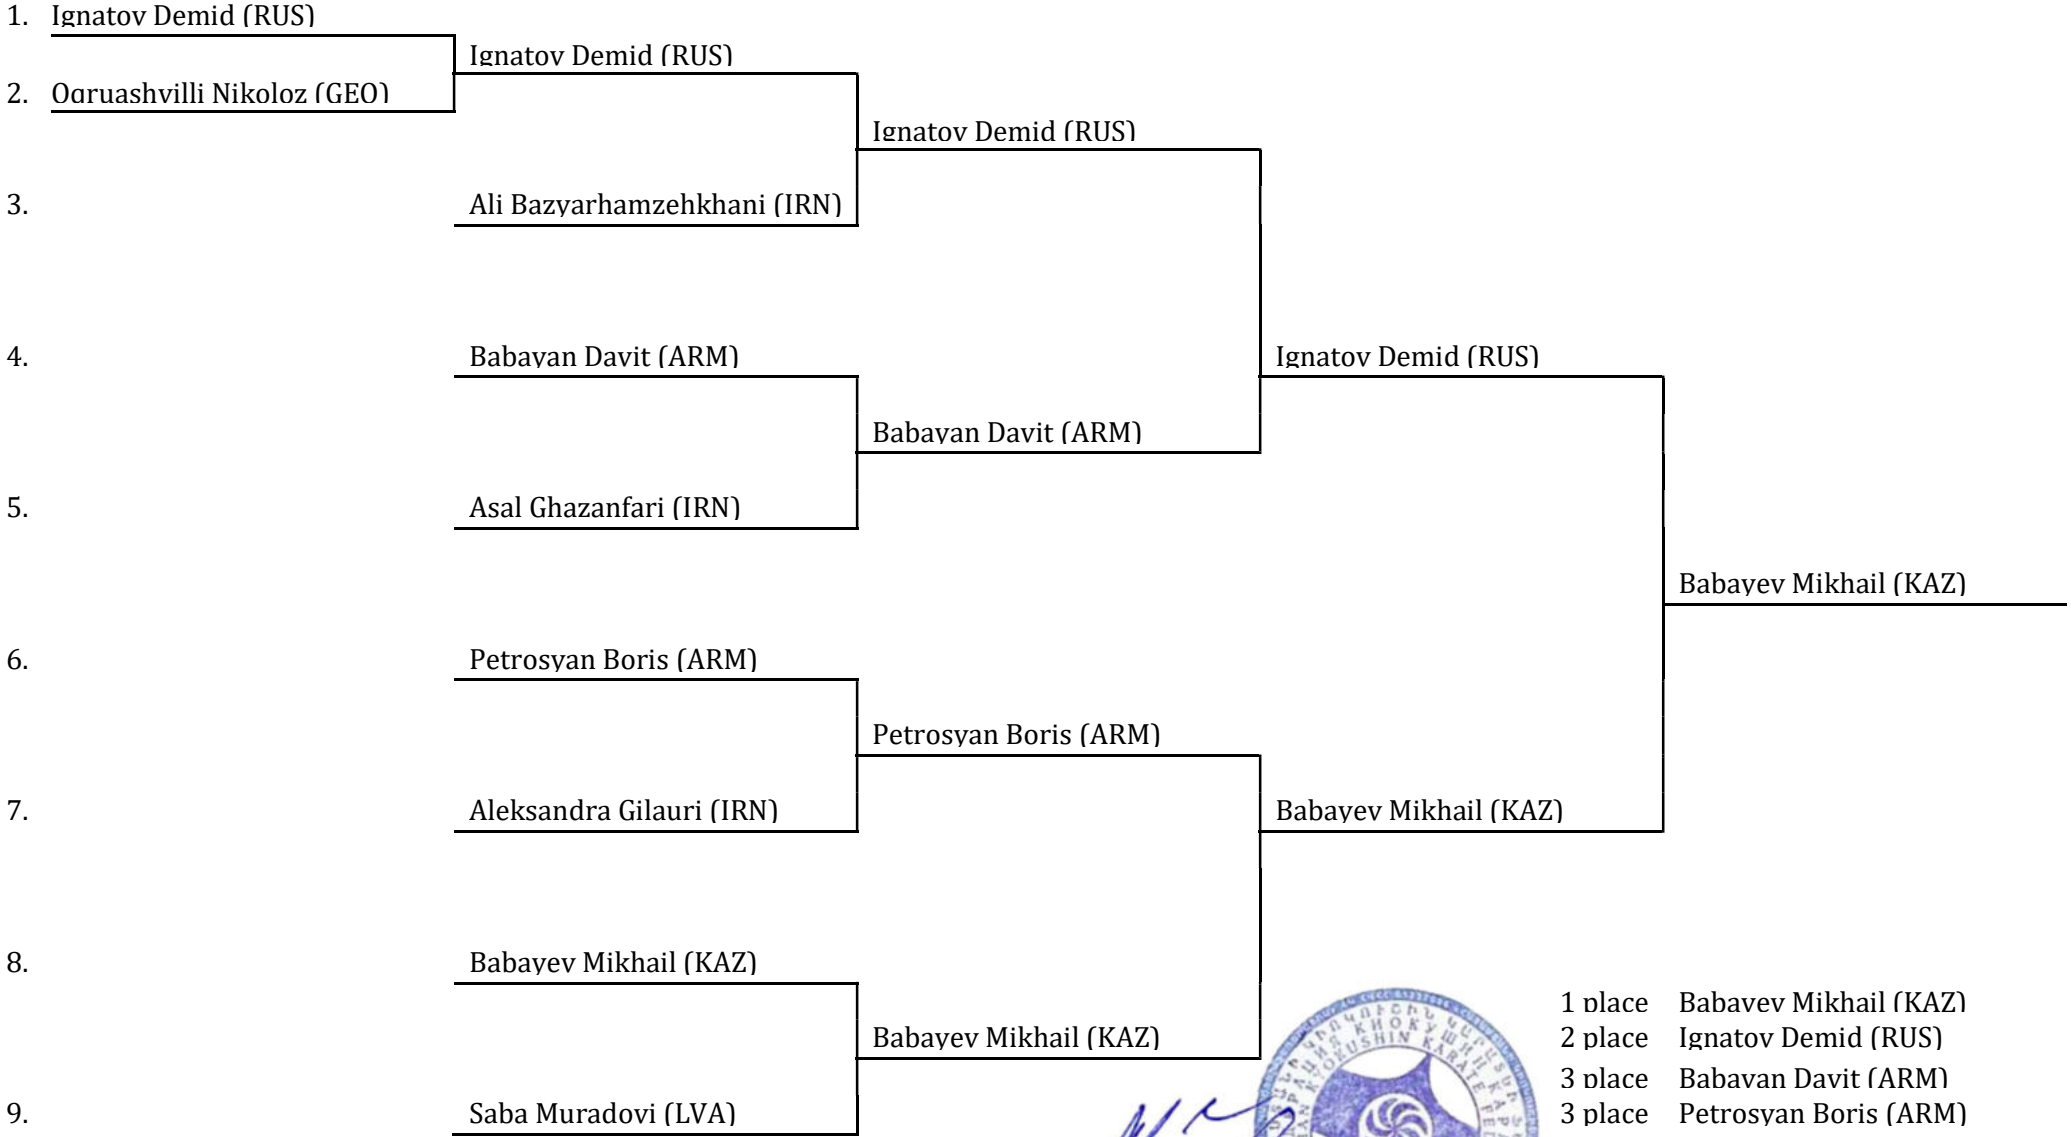 1. Ignatov Demid (RUS)
Ignatov Demid (RUS)
2. Ogruashvilli Nikoloz (GEO)
Ignatov Demid (RUS)
3. Ali Bazyarhamzehkhani (IRN)
4. Babayan Davit (ARM)
Ignatov Demid (RUS)
Babayan Davit (ARM)
5. Asal Ghazanfari (IRN)
Babayev Mikhail (KAZ)
6. Petrosyan Boris (ARM)
Petrosyan Boris (ARM)
7. Aleksandra Gilauri (IRN)
Babayev Mikhail (KAZ)
8. Babayev Mikhail (KAZ)
1 place Babayev Mikhail (KAZ)
Babayev Mikhail (KAZ)
2 place Ignatov Demid (RUS)
3 place Babayan Davit (ARM)
9. Saba Muradovi (LVA)
3 place Petrosyan Boris (ARM)
KYOKUSHIN KARATE